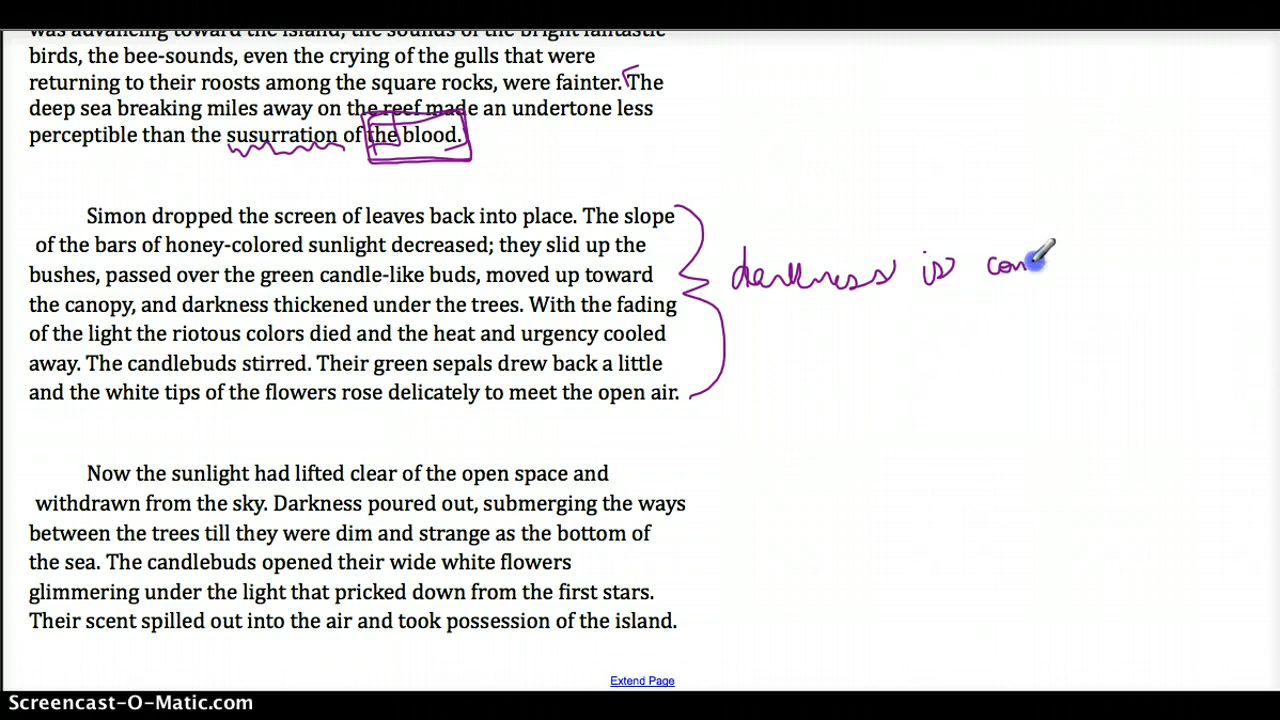 was advancing toward the island, the sounds of the bright fantastic
birds, the bee-sounds, even the crying of the gulls that were
returning to their roosts among the square rocks, were fainter. The
deep sea breaking miles away on the reef made an undertone less
perceptible than the susurration of the blood.
Simon dropped the screen of leaves back into place. The slope
of the bars of honey-colored sunlight decreased; they slid up the
bushes, passed over the green candle-like buds, moved up toward
the canopy, and darkness thickened under the trees. With the fading
of the light the riotous colors died and the heat and urgency cooled
away. The candlebuds stirred. Their green sepals drew back a little
and the white tips of the flowers rose delicately to meet the open air.
darkness is com
Now the sunlight had lifted clear of the open space and
withdrawn from the sky. Darkness poured out, submerging the ways
between the trees till they were dim and strange as the bottom of
the sea. The candlebuds opened their wide white flowers
glimmering under the light that pricked down from the first stars.
Their scent spilled out into the air and took possession of the island.
Extend Page
Screencast-O-Matic.com